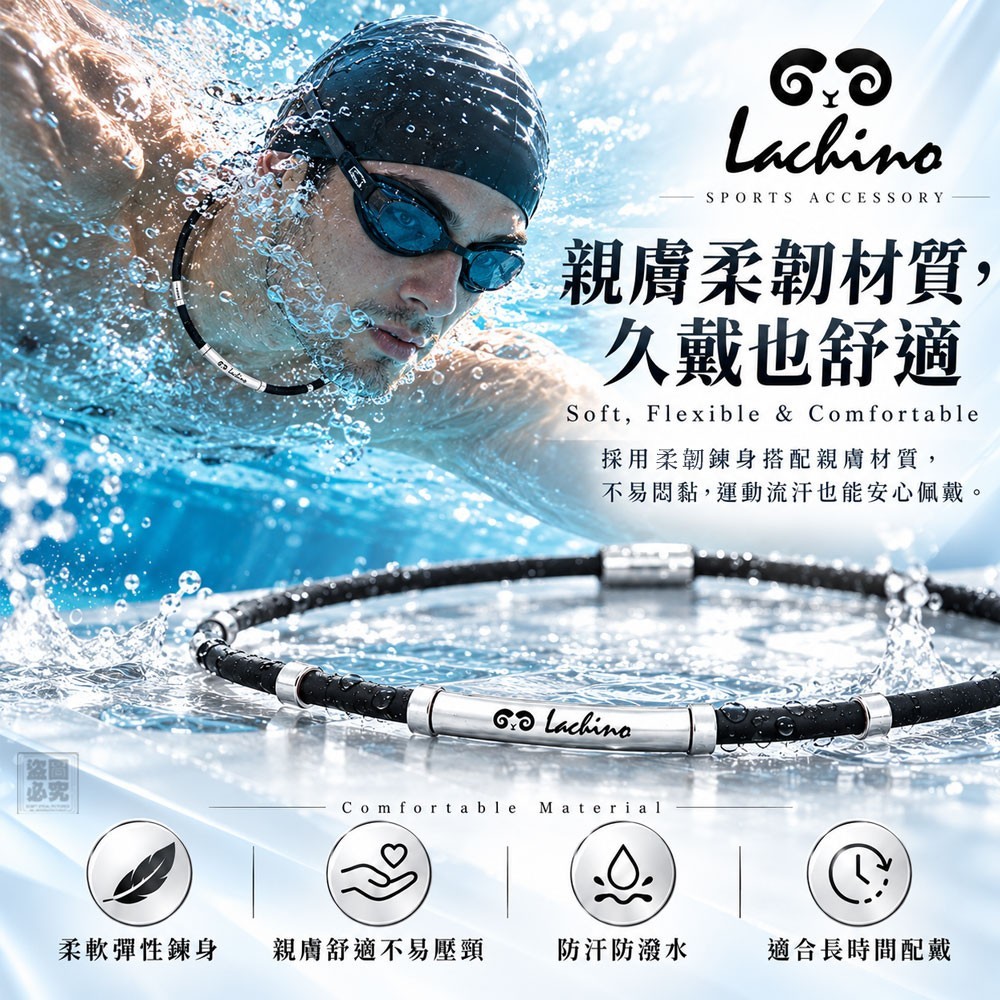 Lachino
SPORTS ACCESSORY
親膚柔韌材質,
久戴也舒適
Soft, Flexible & Comfortable
採用柔韌鍊身搭配親膚材質，
不易悶黏，運動流汗也能安心佩戴。
Lachino
Lachino
盜圖
必究
Comfortable Material
柔軟彈性鍊身
親膚舒適不易壓頸
防汗防潑水
適合長時間配戴